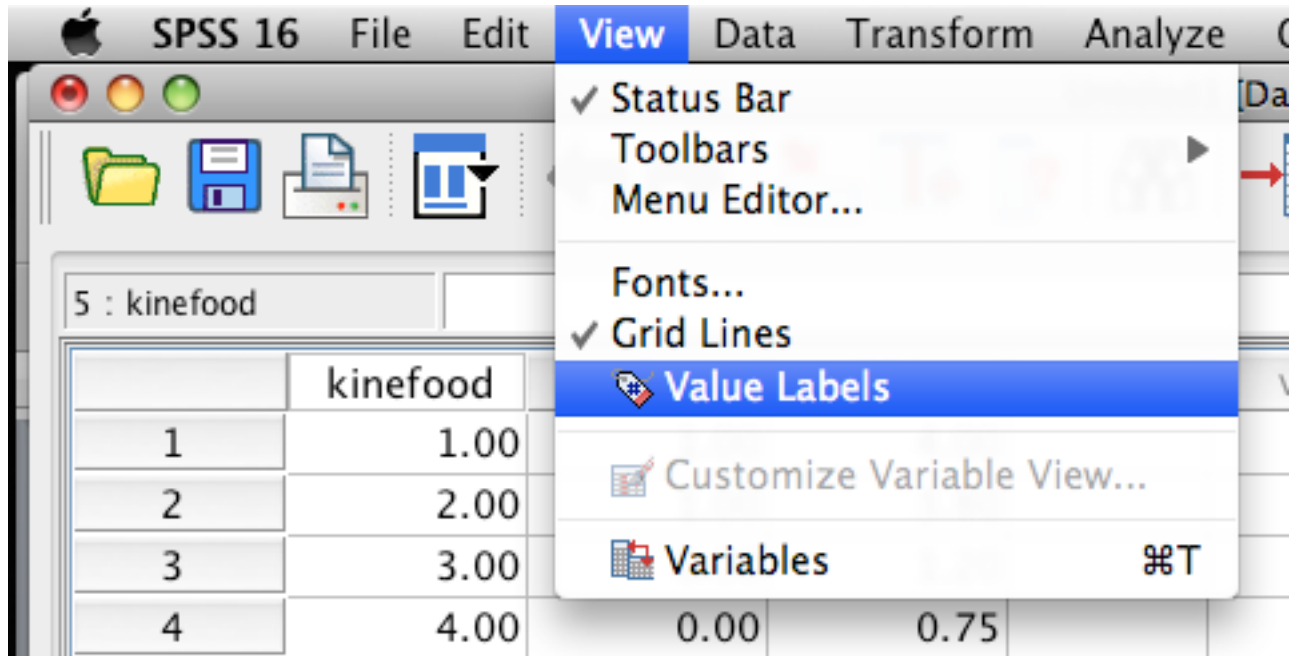 SPSS 16 File Edit View Data Transform Analyze
[Da
Status Bar
Toolbars
Menu Editor...
5 : kinefood
Fonts...
Grid Lines
Value Labels
kinefood
1 1.00
2 2.00
Customize Variable View...
3 3.00
Variables ⌘T
4 4.00 0.00 0.75